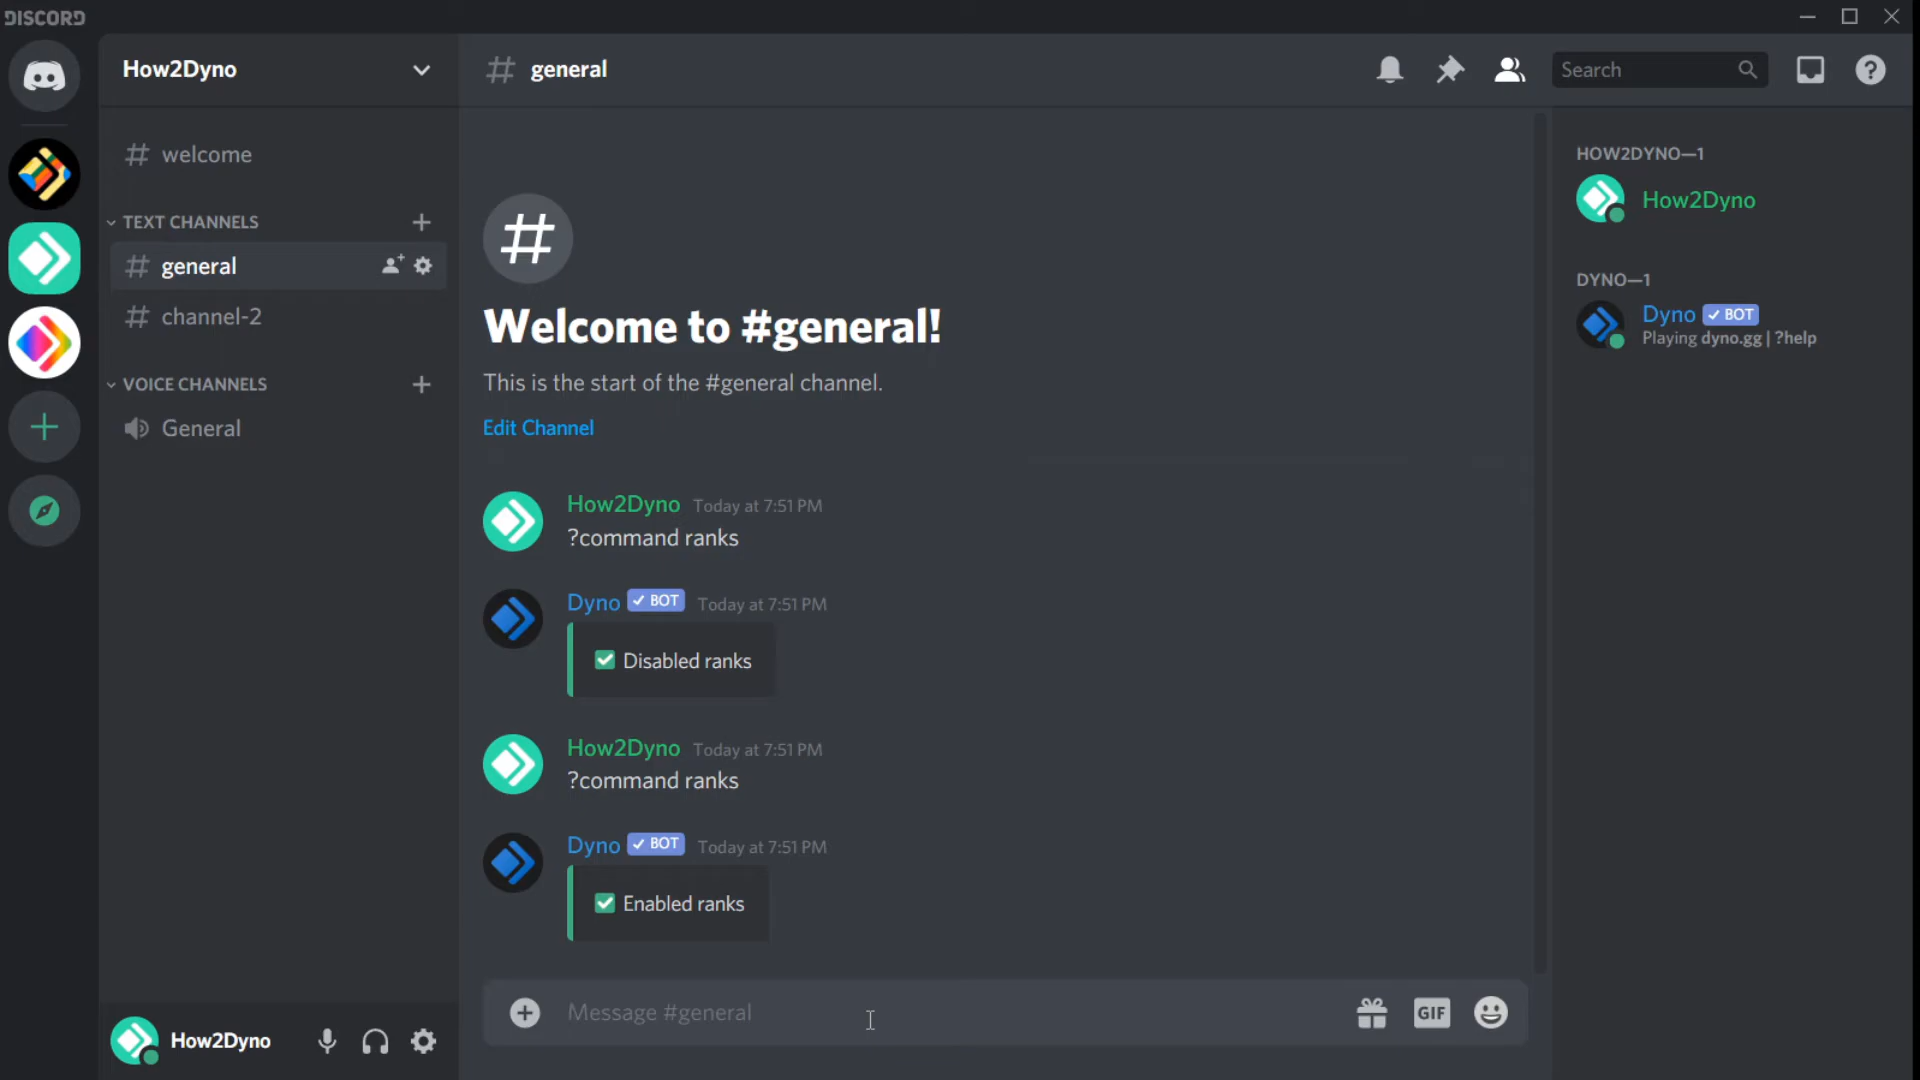 DISCORD
How2Dyno
welcome
TEXT CHANNELS
general
channel-2
VOICE CHANNELS
General
How2Dyno
general
Search
Welcome to #general!
This is the start of the #general channel.
Edit Channel
How2Dyno Today at 7:51 PM
?command ranks
Dyno BOT Today at 7:51 PM
Disabled ranks
How2Dyno Today at 7:51 PM
?command ranks
Dyno BOT Today at 7:51 PM
Enabled ranks
Message #general
GIF
HOW2DYNO—1
How2Dyno
DYNO—1
Dyno BOT
Playing dyno.gg | ?help